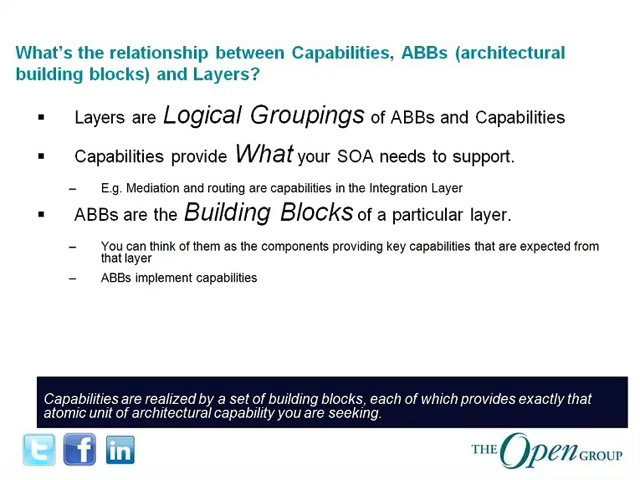 What's the relationship between Capabilities, ABBs (architectural
building blocks) and Layers?
▪ Layers are Logical Groupings of ABBs and Capabilities
▪ Capabilities provide What your SOA needs to support.
– E.g. Mediation and routing are capabilities in the Integration Layer
▪ ABBs are the Building Blocks of a particular layer.
– You can think of them as the components providing key capabilities that are expected from
that layer
– ABBs implement capabilities
Capabilities are realized by a set of building blocks, each of which provides exactly that
atomic unit of architectural capability you are seeking.
t f in
THE Open GROUP